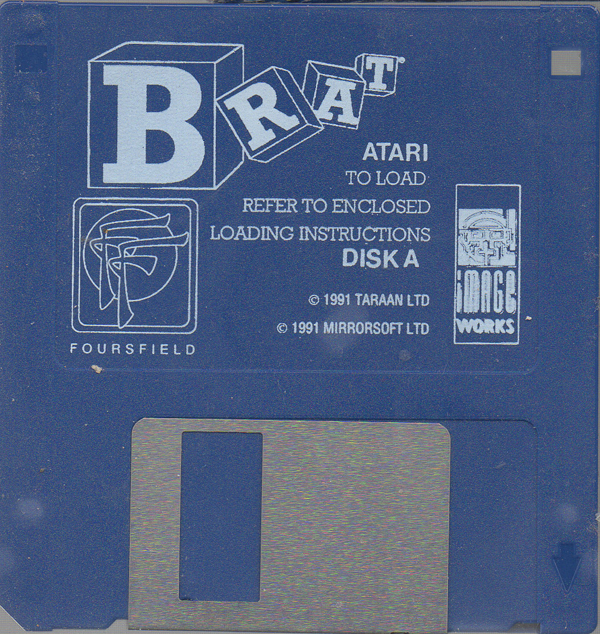 BRAT
ATARI
TO LOAD
REFER TO ENCLOSED
LOADING INSTRUCTIONS
DISK A
© 1991 TARAAN LTD
© 1991 MIRRORSOFT LTD
FOURSFIELD
iMAGE
WORKS